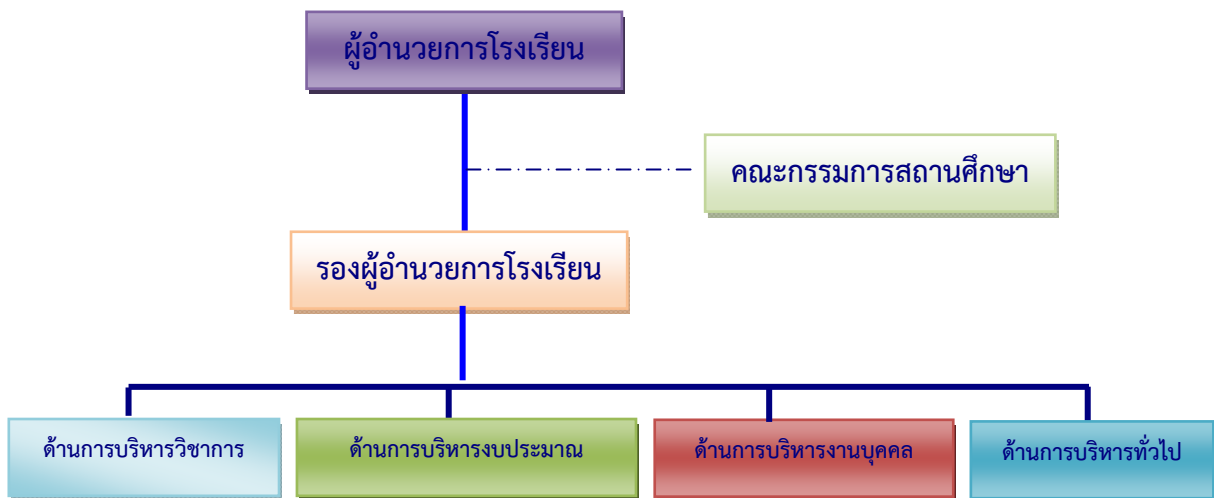 ผู้อำนวยการโรงเรียน
คณะกรรมการสถานศึกษา
รองผู้อำนวยการโรงเรียน
ด้านการบริหารวิชาการ
ด้านการบริหารงบประมาณ
ด้านการบริหารงานบุคคล
ด้านการบริหารทั่วไป